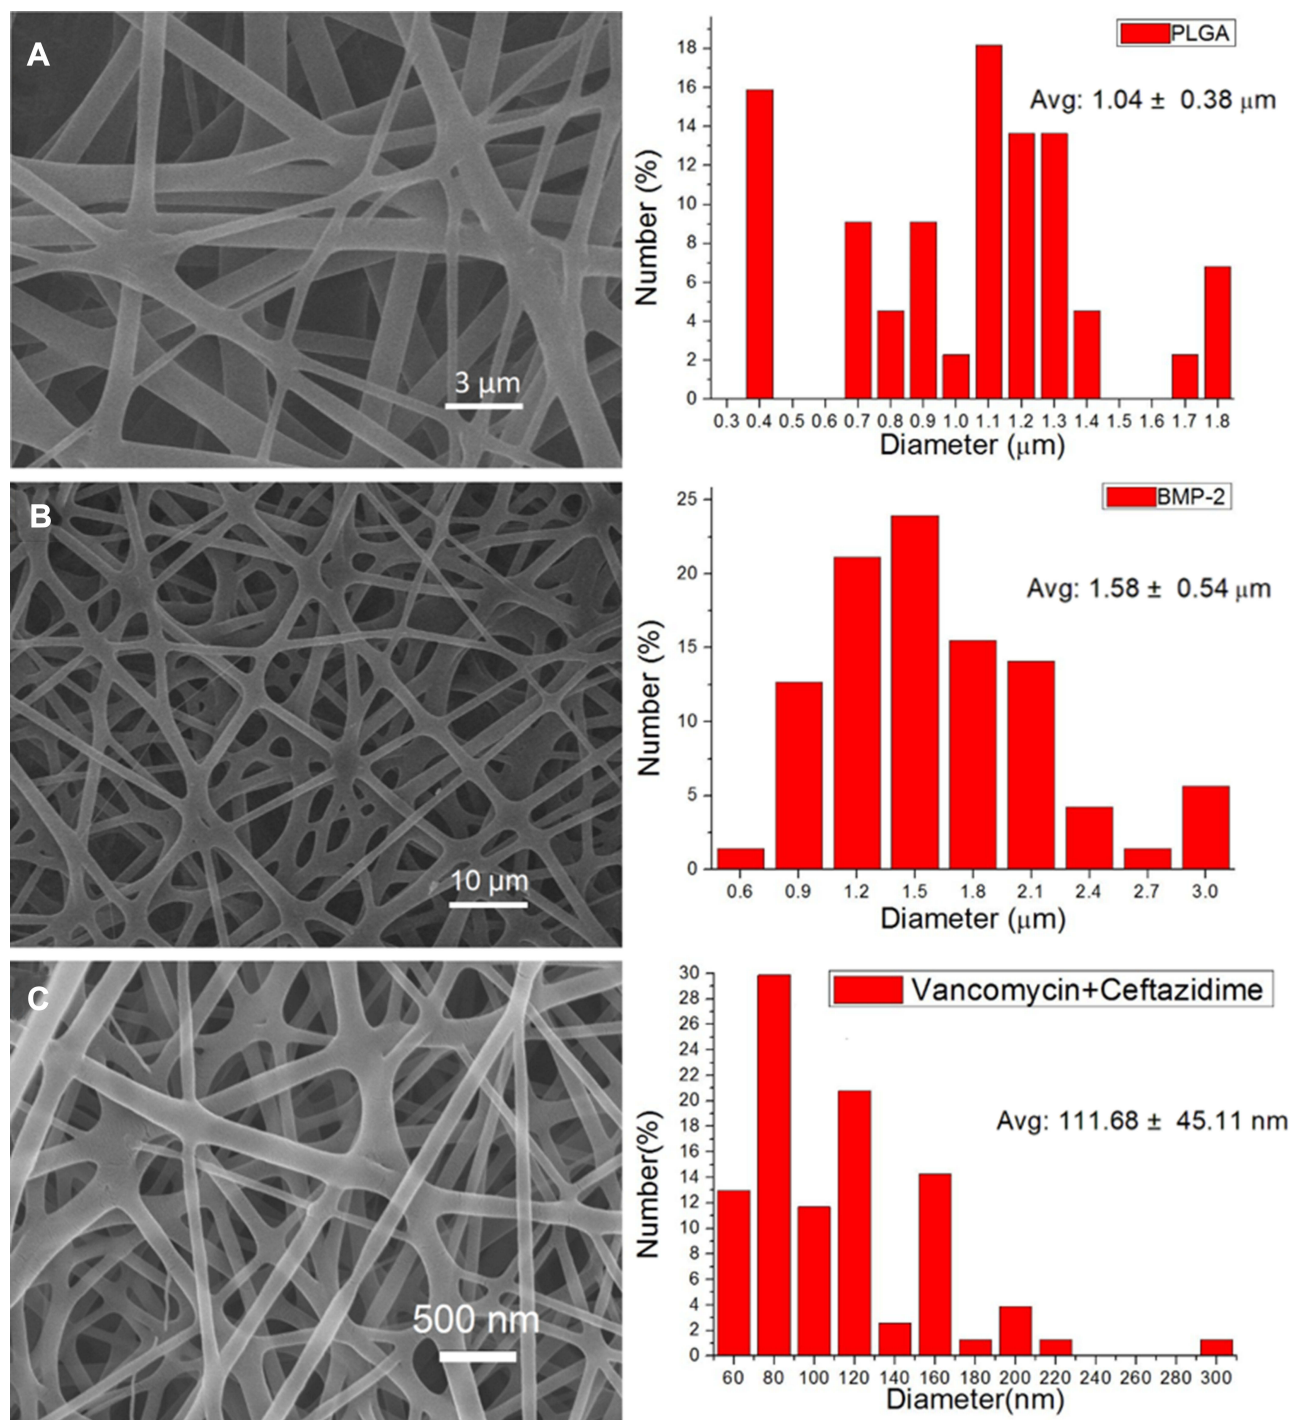 A
3 µm
PLGA
Avg: 1.04 ± 0.38 µm
Number (%)
18
16
14
12
10
8
6
4
2
0
0.3 0.4 0.5 0.6 0.7 0.8 0.9 1.0 1.1 1.2 1.3 1.4 1.5 1.6 1.7 1.8
Diameter (µm)
B
10 µm
BMP-2
Avg: 1.58 ± 0.54 µm
Number (%)
25
20
15
10
5
0
0.6 0.9 1.2 1.5 1.8 2.1 2.4 2.7 3.0
Diameter (µm)
C
500 nm
Vancomycin+Ceftazidime
Avg: 111.68 ± 45.11 nm
Number(%)
30
28
26
24
22
20
18
16
14
12
10
8
6
4
2
0
60 80 100 120 140 160 180 200 220 240 260 280 300
Diameter(nm)